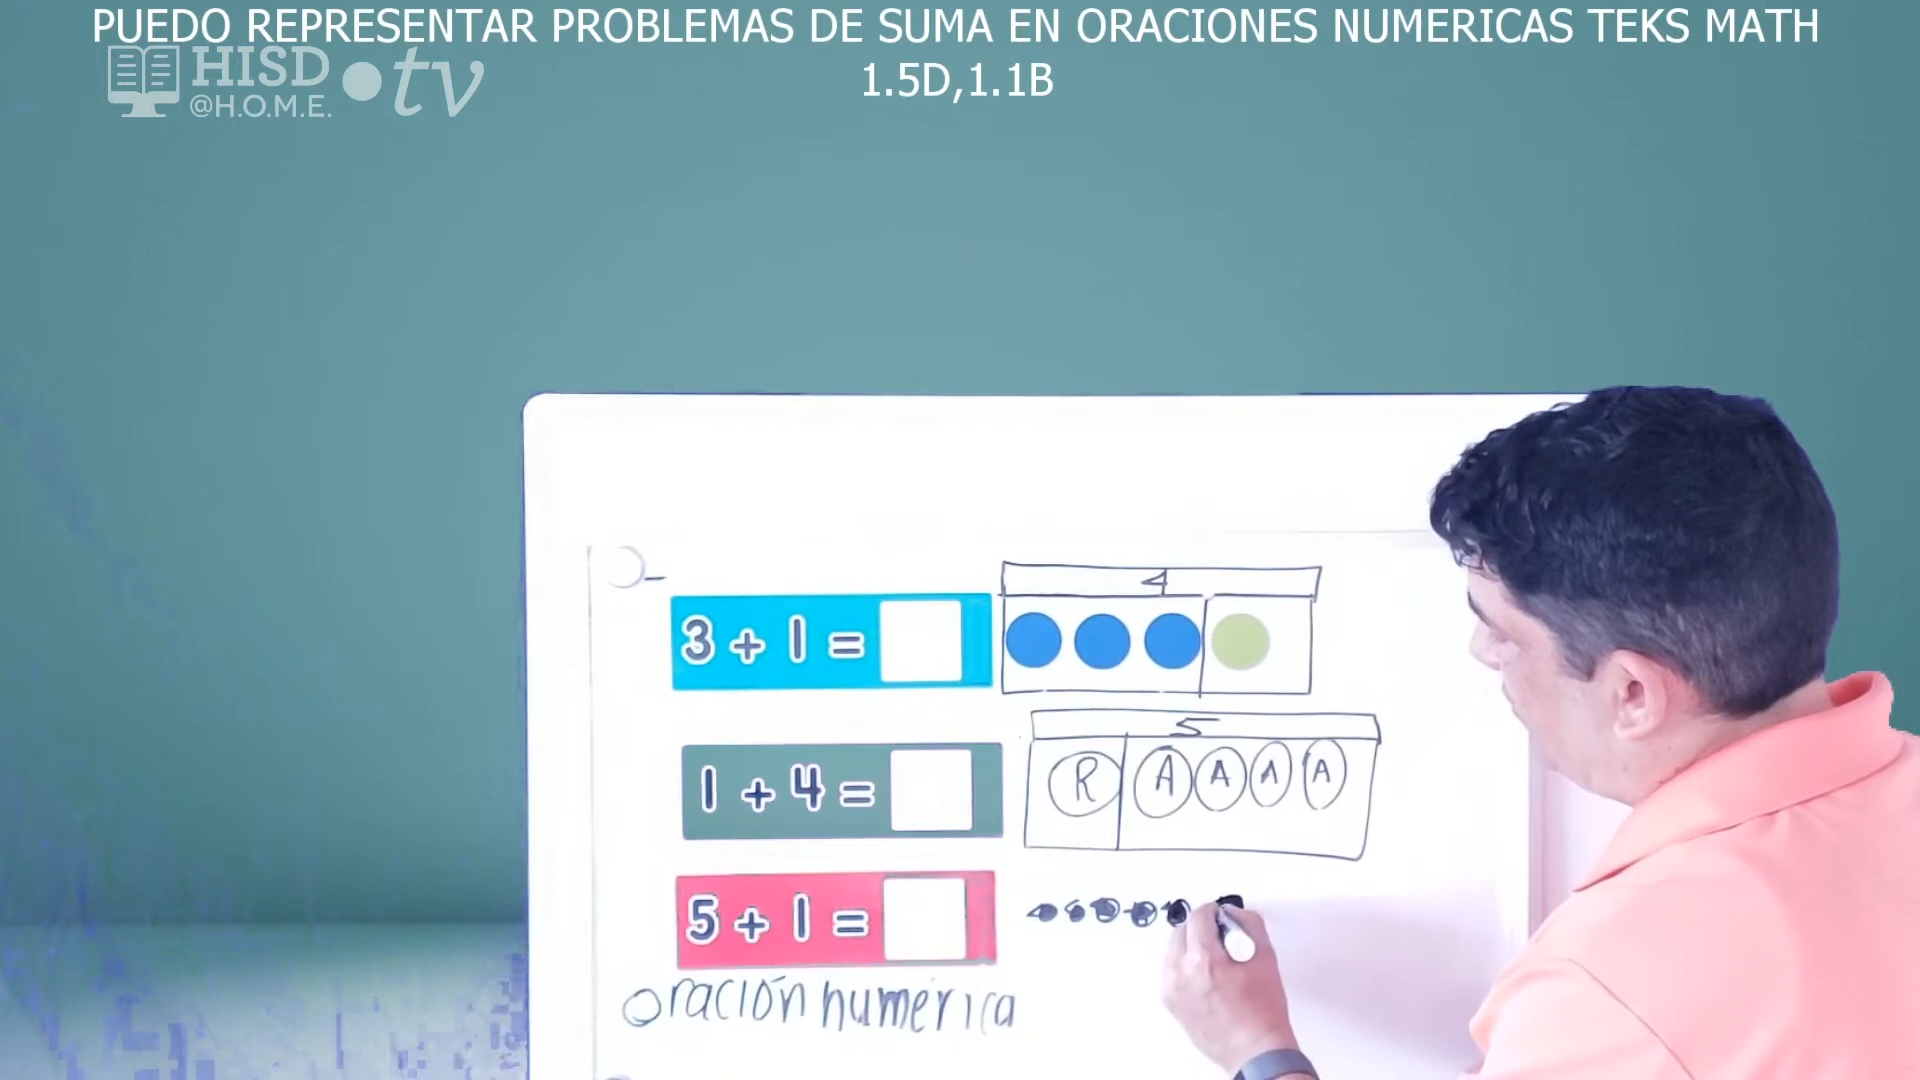 PUEDO REPRESENTAR PROBLEMAS DE SUMA EN ORACIONES NUMERICAS TEKS MATH
1.5D,1.1B
HISD
@H.O.M.E.
tv
4
3 + 1 =
5
1 + 4 =
R A A A A
5 + 1 =
Oración numérica